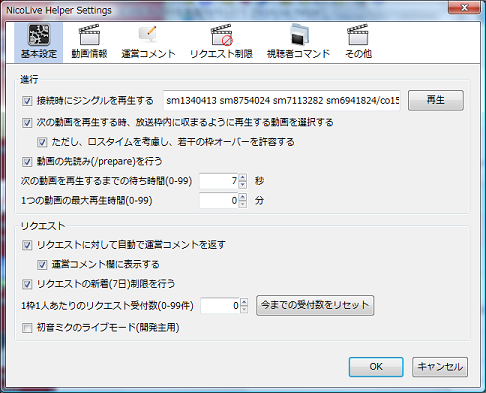 NicoLive Helper Settings
基本設定 動画情報 運営コメント リクエスト制限 視聴者コマンド その他
進行
接続時にジングルを再生する sm1340413 sm8754024 sm7113282 sm6941824/co15 再生
次の動画を再生する時、放送枠内に収まるように再生する動画を選択する
ただし、ロスタイムを考慮し、若干の枠オーバーを許容する
動画の先読み(/prepare)を行う
次の動画を再生するまでの待ち時間(0-99) 7 秒
1つの動画の最大再生時間(0-99) 0 分
リクエスト
リクエストに対して自動で運営コメントを返す
運営コメント欄に表示する
リクエストの新着(7日)制限を行う
1枠1人あたりのリクエスト受付数(0-99件) 0 今までの受付数をリセット
初音ミクのライブモード(開発主用)
OK キャンセル